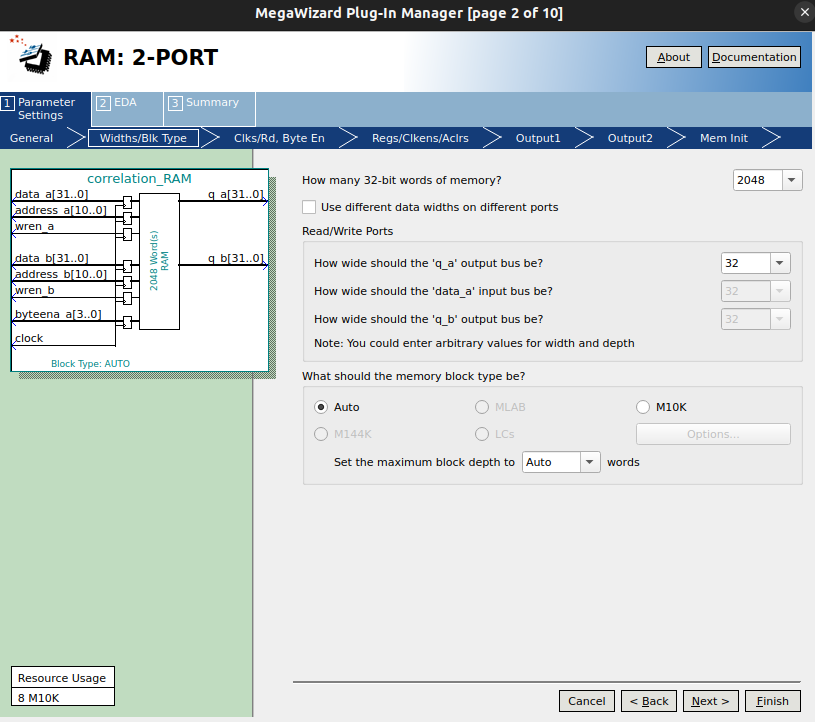 MegaWizard Plug-In Manager [page 2 of 10]
RAM: 2-PORT
About
Documentation
1 Parameter Settings
2 EDA
3 Summary
General
Widths/Blk Type
Clks/Rd, Byte En
Regs/Clkens/Aclrs
Output1
Output2
Mem Init
correlation_RAM
data_a[31..0]
q_a[31..0]
address_a[10..0]
wren_a
data_b[31..0]
q_b[31..0]
address_b[10..0]
wren_b
byteena_a[3..0]
clock
2048 Word(s)
RAM
Block Type: AUTO
How many 32-bit words of memory?
2048
Use different data widths on different ports
Read/Write Ports
How wide should the 'q_a' output bus be?
32
How wide should the 'data_a' input bus be?
32
How wide should the 'q_b' output bus be?
32
Note: You could enter arbitrary values for width and depth
What should the memory block type be?
Auto
MLAB
M10K
M144K
LCs
Options...
Set the maximum block depth to
Auto
words
Resource Usage
8 M10K
Cancel
< Back
Next >
Finish